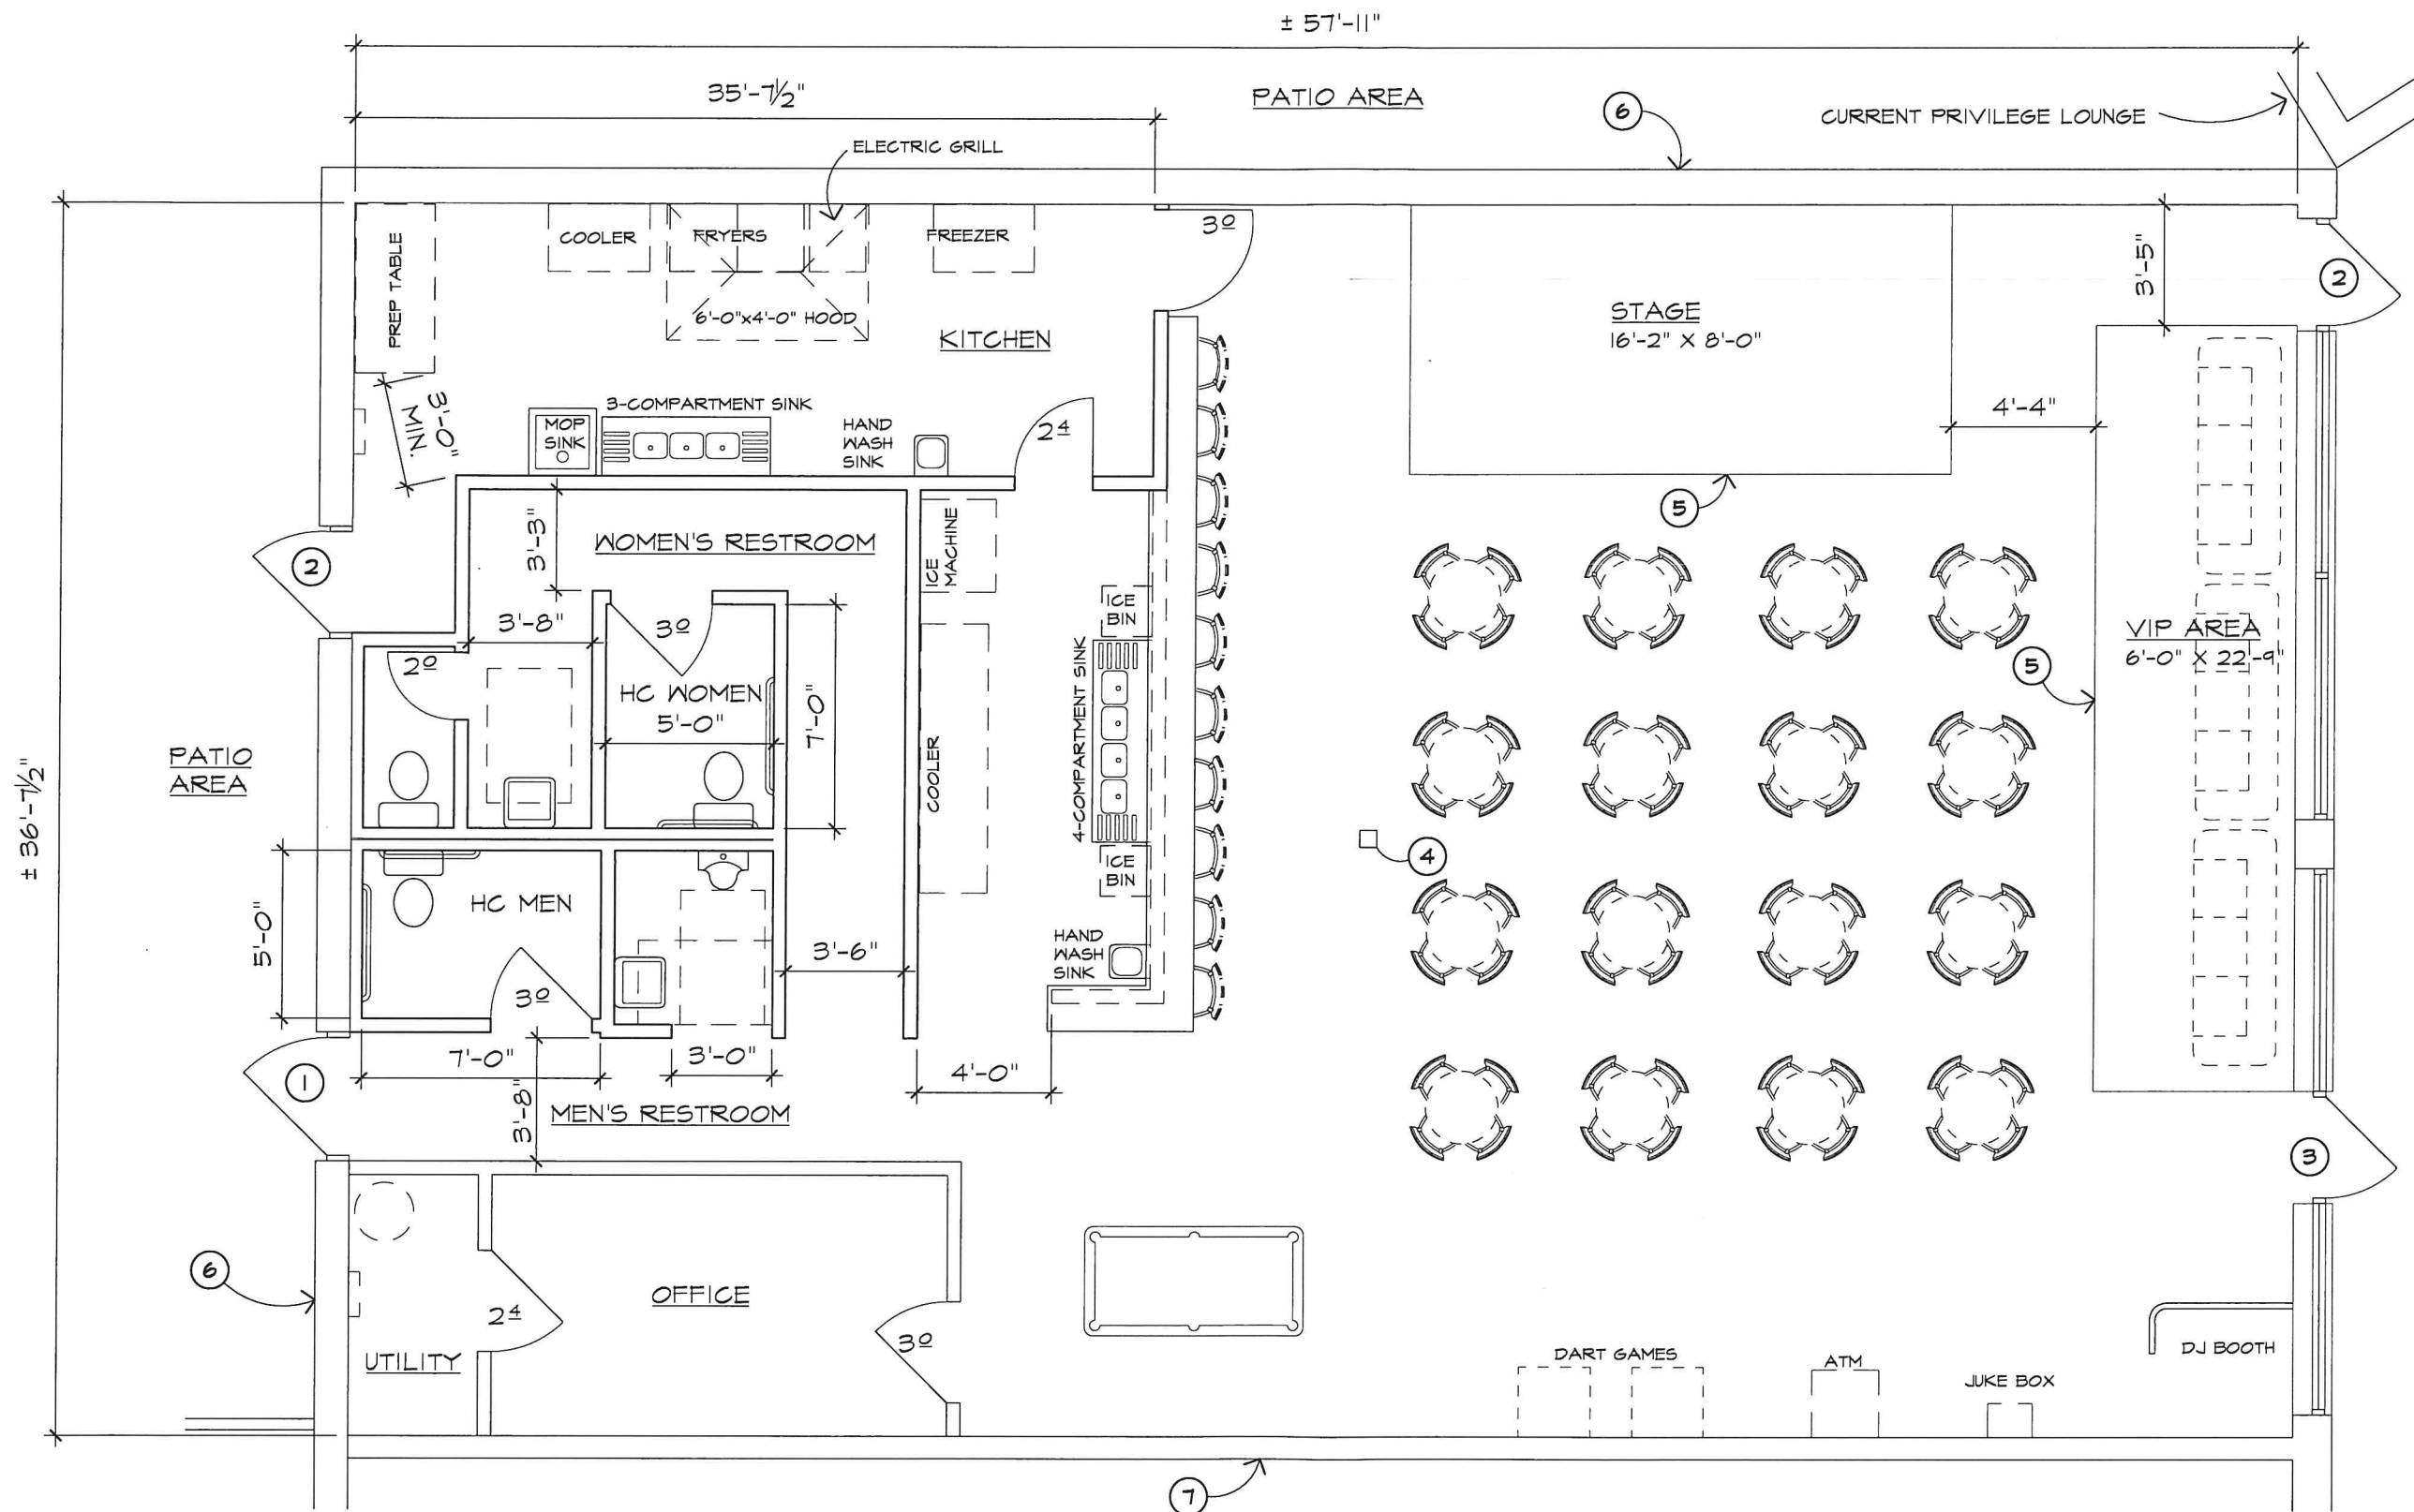 ± 57'-11"
35'-7½"
PATIO AREA
6
CURRENT PRIVILEGE LOUNGE
ELECTRIC GRILL
PREP TABLE
COOLER
FRYERS
FREEZER
3º
6'-0"x4'-0" HOOD
KITCHEN
STAGE
16'-2" X 8'-0"
3'-5"
2
3'-0"
MIN.
3-COMPARTMENT SINK
MOP
SINK
HAND
WASH
SINK
2⁴
4'-4"
5
2
3'-3"
WOMEN'S RESTROOM
ICE
MACHINE
ICE
BIN
3'-8"
3º
2º
HC WOMEN
5'-0"
7'-0"
4-COMPARTMENT SINK
VIP AREA
6'-0" X 22'-9"
5
PATIO
AREA
± 36'-7½"
COOLER
4
ICE
BIN
HC MEN
5'-0"
3'-6"
HAND
WASH
SINK
3º
1
7'-0"
3'-0"
4'-0"
3'-8"
MEN'S RESTROOM
3
6
OFFICE
2⁴
3º
UTILITY
DART GAMES
ATM
JUKE BOX
DJ BOOTH
7